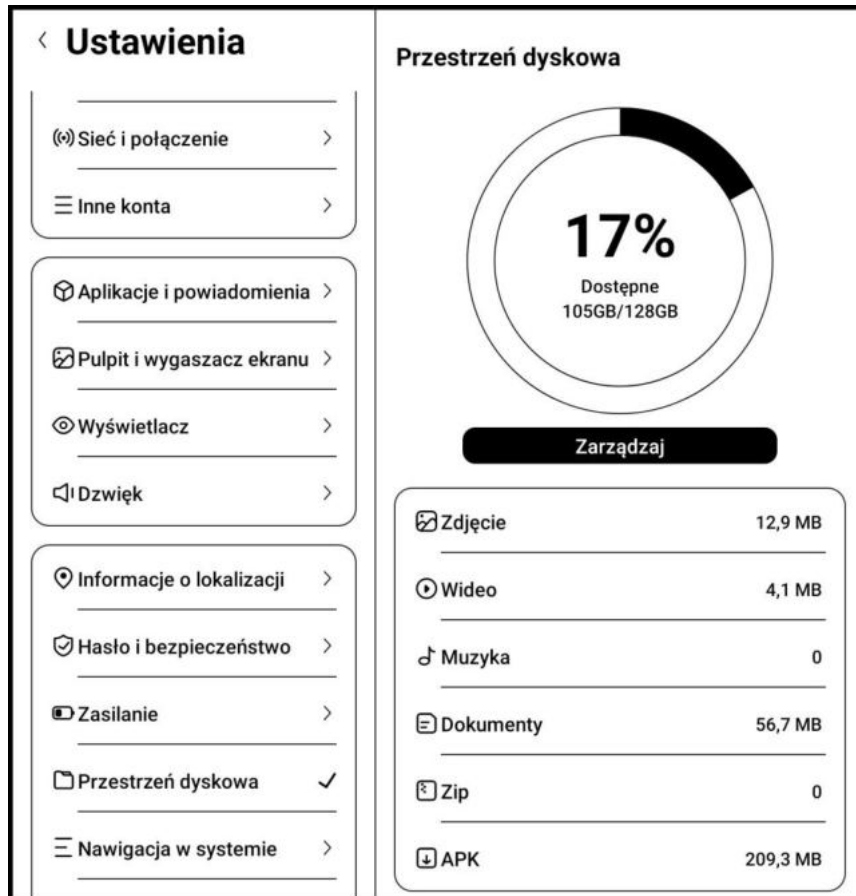 Ustawienia
Sieć i połączenie
Inne konta
Aplikacje i powiadomienia
Pulpit i wygaszacz ekranu
Wyświetlacz
Dzwięk
Informacje o lokalizacji
Hasło i bezpieczeństwo
Zasilanie
Przestrzeń dyskowa
Nawigacja w systemie
Przestrzeń dyskowa
17%
Dostępne
105GB/128GB
Zarządzaj
Zdjęcie 12,9 MB
Wideo 4,1 MB
Muzyka 0
Dokumenty 56,7 MB
Zip 0
APK 209,3 MB